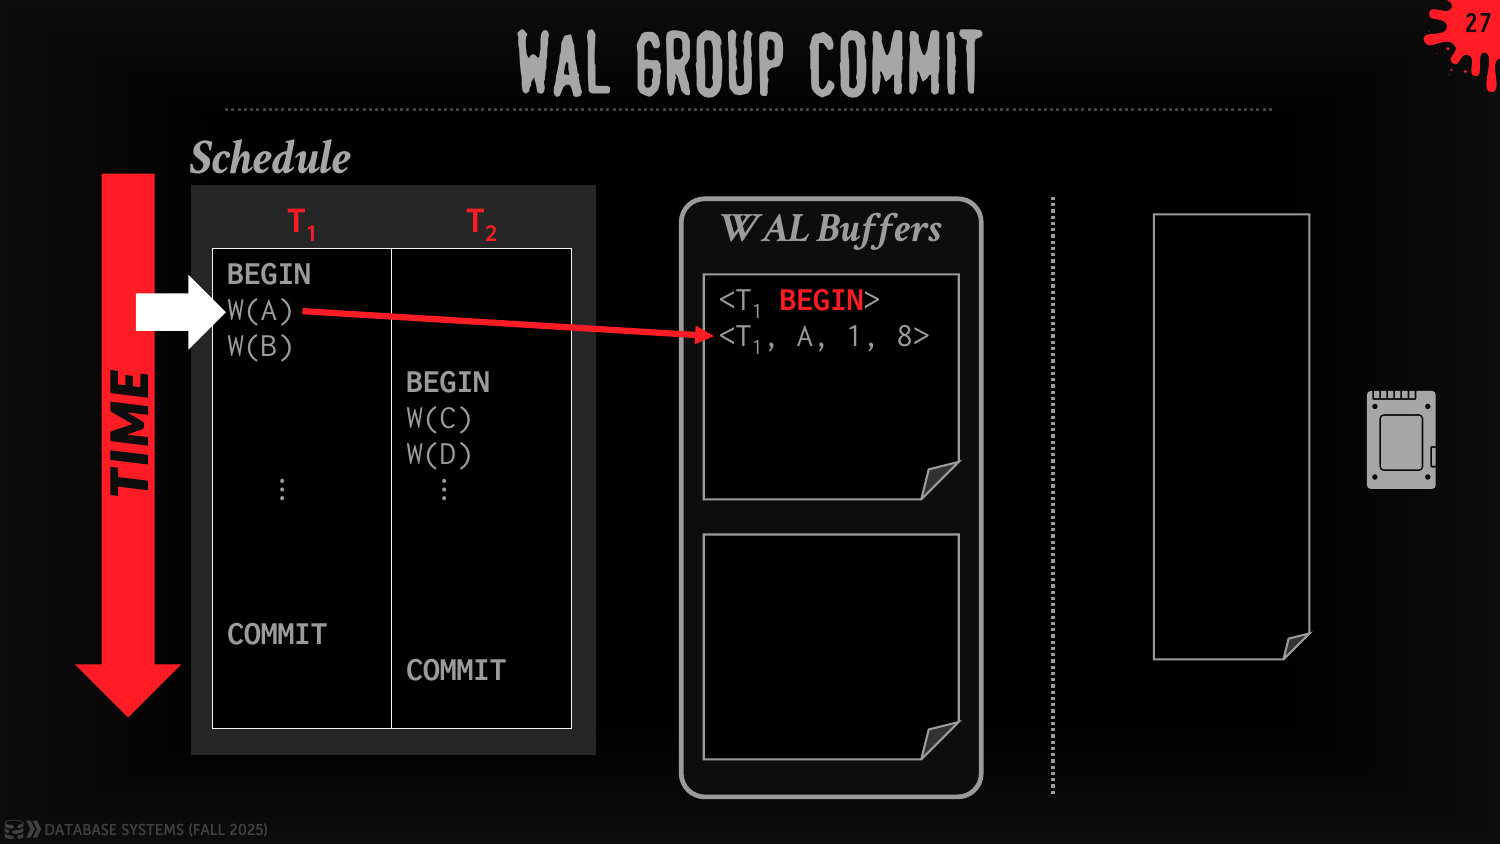 WAL GROUP COMMIT
27
Schedule
T1 T2
BEGIN
W(A)
W(B)
BEGIN
W(C)
W(D)
⋮ ⋮
COMMIT
COMMIT
TIME
WAL Buffers
<T1 BEGIN>
<T1, A, 1, 8>
DATABASE SYSTEMS (FALL 2025)